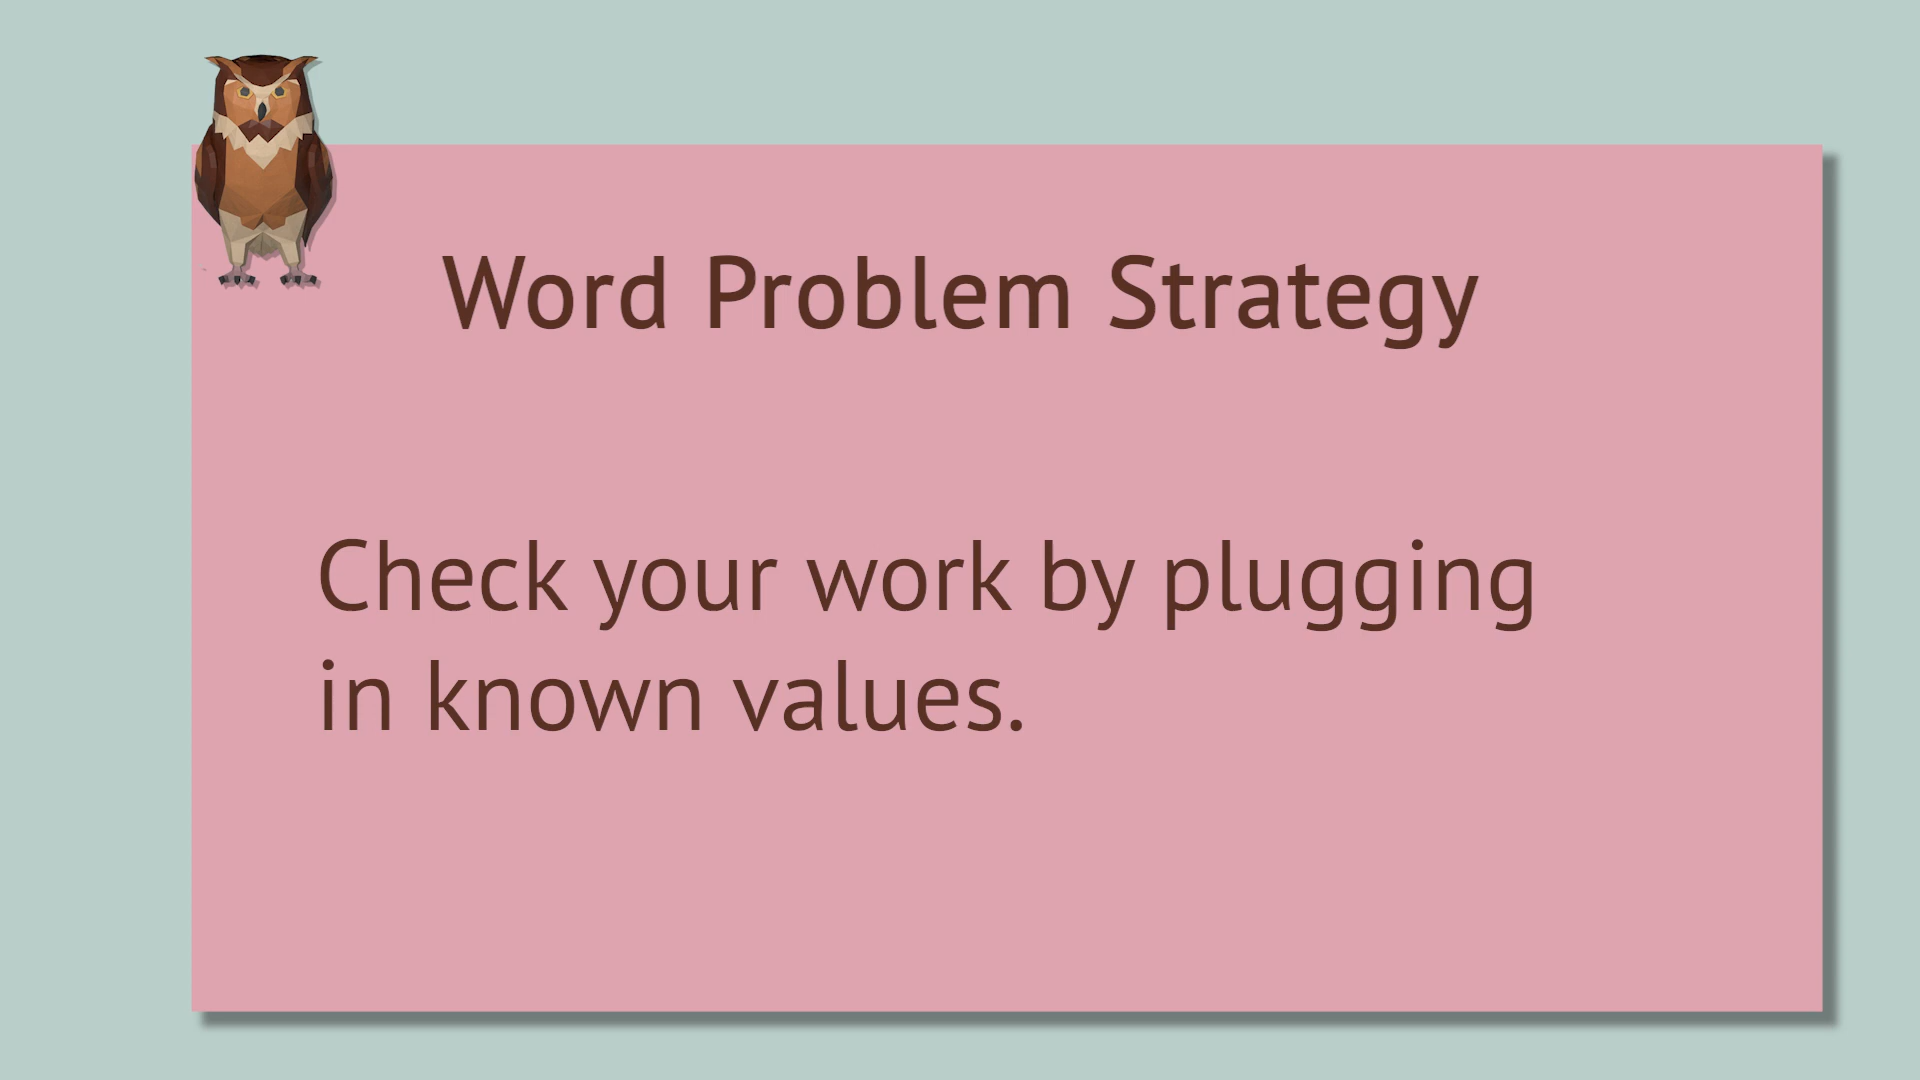 Word Problem Strategy
Check your work by plugging
in known values.